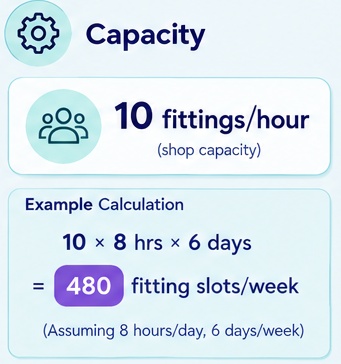 Capacity
10 fittings/hour
(shop capacity)
Example Calculation
10 × 8 hrs × 6 days
= 480 fitting slots/week
(Assuming 8 hours/day, 6 days/week)